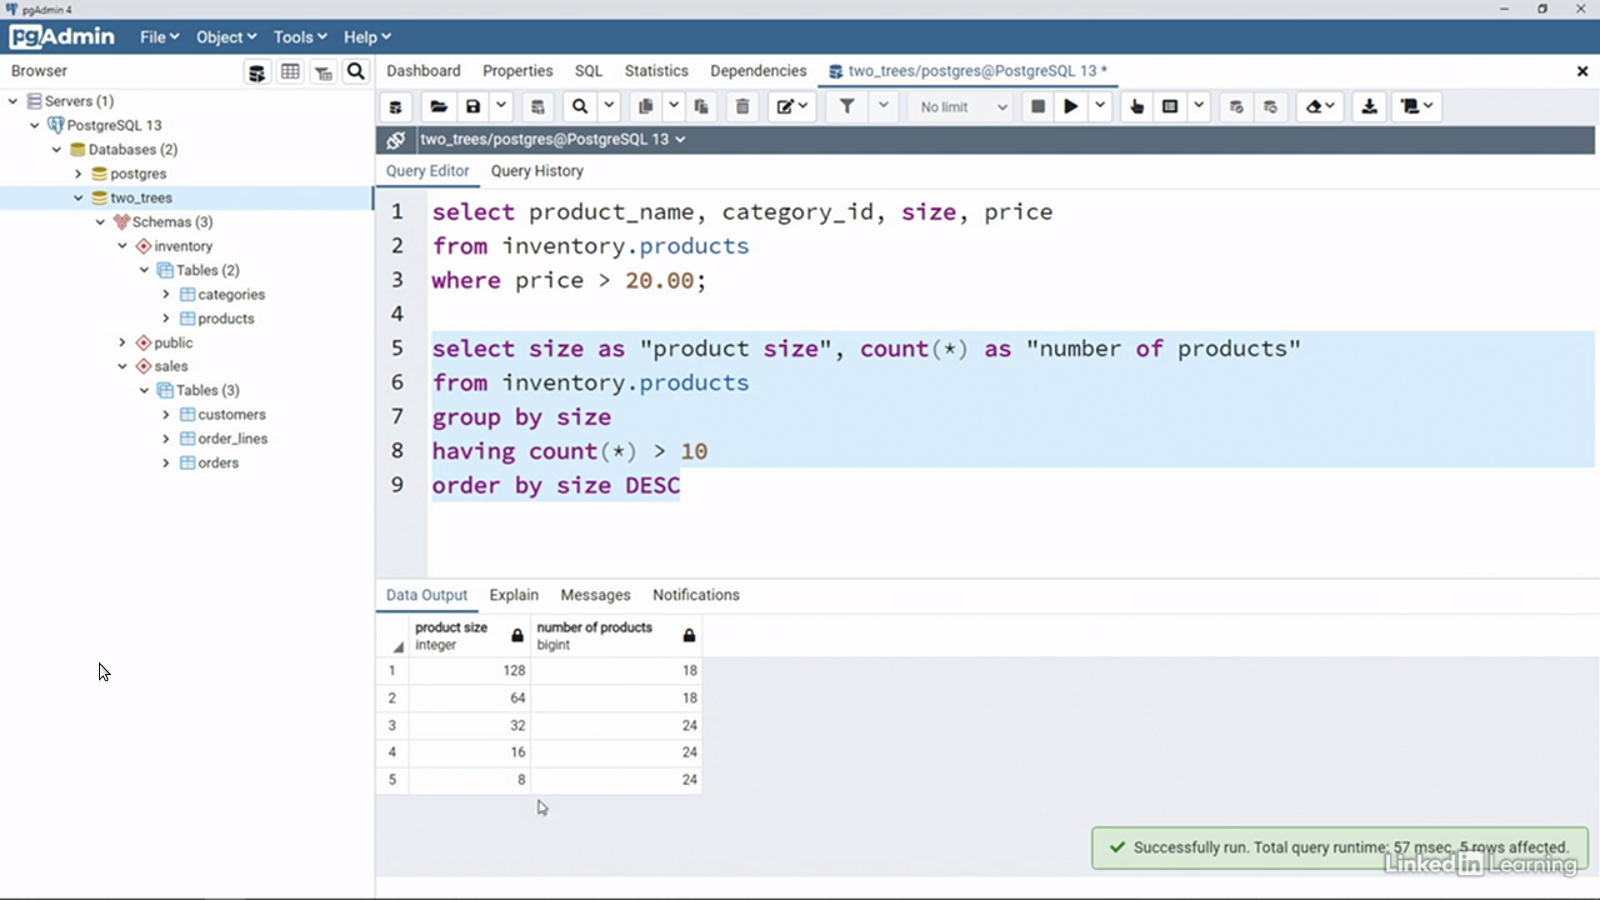 pgAdmin 4
pgAdmin File Object Tools Help
Browser
Dashboard Properties SQL Statistics Dependencies two_trees/postgres@PostgreSQL 13 *
Servers (1)
PostgreSQL 13
Databases (2)
postgres
two_trees
Schemas (3)
inventory
Tables (2)
categories
products
public
sales
Tables (3)
customers
order_lines
orders
No limit
two_trees/postgres@PostgreSQL 13
Query Editor Query History
1 select product_name, category_id, size, price
2 from inventory.products
3 where price > 20.00;
4
5 select size as "product size", count(*) as "number of products"
6 from inventory.products
7 group by size
8 having count(*) > 10
9 order by size DESC
Data Output Explain Messages Notifications
product size number of products
integer bigint
1 128 18
2 64 18
3 32 24
4 16 24
5 8 24
Successfully run. Total query runtime: 57 msec. 5 rows affected.
Linked in Learning